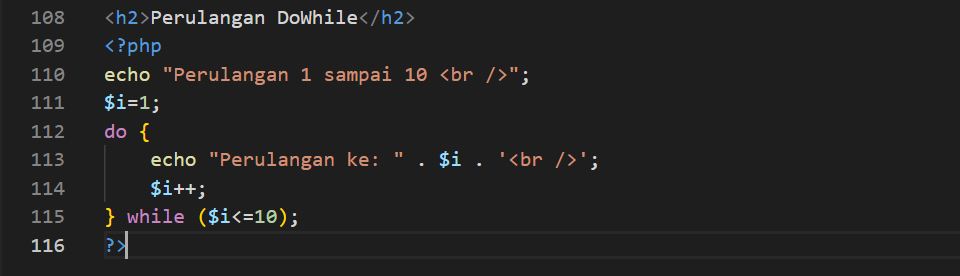 108 <h2>Perulangan DoWhile</h2>
109 <?php
110 echo "Perulangan 1 sampai 10 <br />";
111 $i=1;
112 do {
113     echo "Perulangan ke: " . $i . '<br />';
114     $i++;
115 } while ($i<=10);
116 ?>